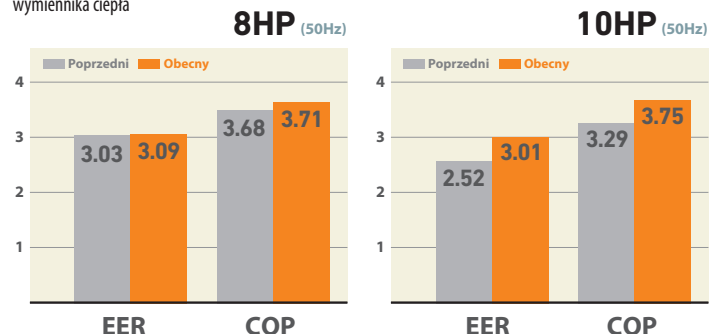 wymiennika ciepła
8HP (50Hz)
Poprzedni Obecny
4
3
2
1
3.03 3.09
3.68 3.71
EER COP
10HP (50Hz)
Poprzedni Obecny
4
3
2
1
2.52 3.01
3.29 3.75
EER COP